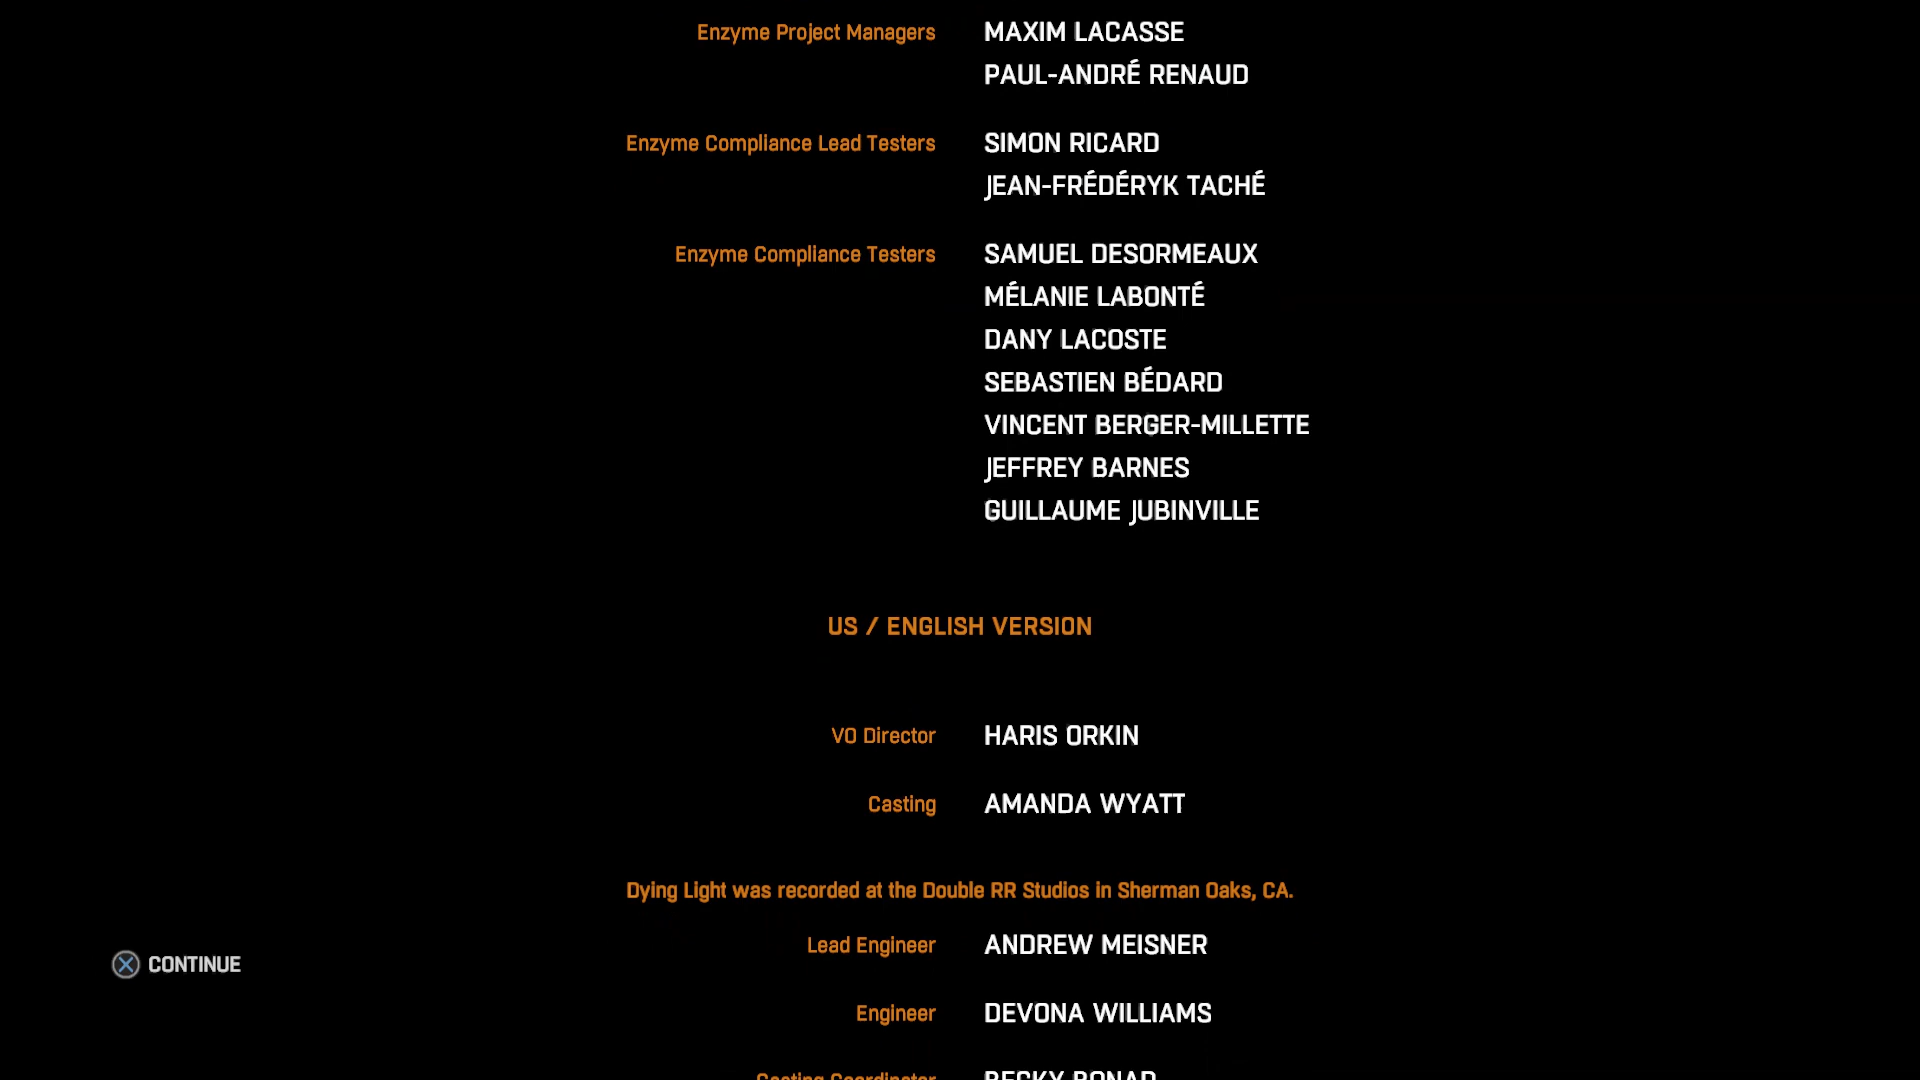 Enzyme Project Managers MAXIM LACASSE
PAUL-ANDRÉ RENAUD
Enzyme Compliance Lead Testers SIMON RICARD
JEAN-FRÉDÉRYK TACHÉ
Enzyme Compliance Testers SAMUEL DESORMEAUX
MÉLANIE LABONTÉ
DANY LACOSTE
SEBASTIEN BÉDARD
VINCENT BERGER-MILLETTE
JEFFREY BARNES
GUILLAUME JUBINVILLE
US / ENGLISH VERSION
VO Director HARIS ORKIN
Casting AMANDA WYATT
Dying Light was recorded at the Double RR Studios in Sherman Oaks, CA.
Lead Engineer ANDREW MEISNER
CONTINUE
Engineer DEVONA WILLIAMS
Casting Coordinator BECKY